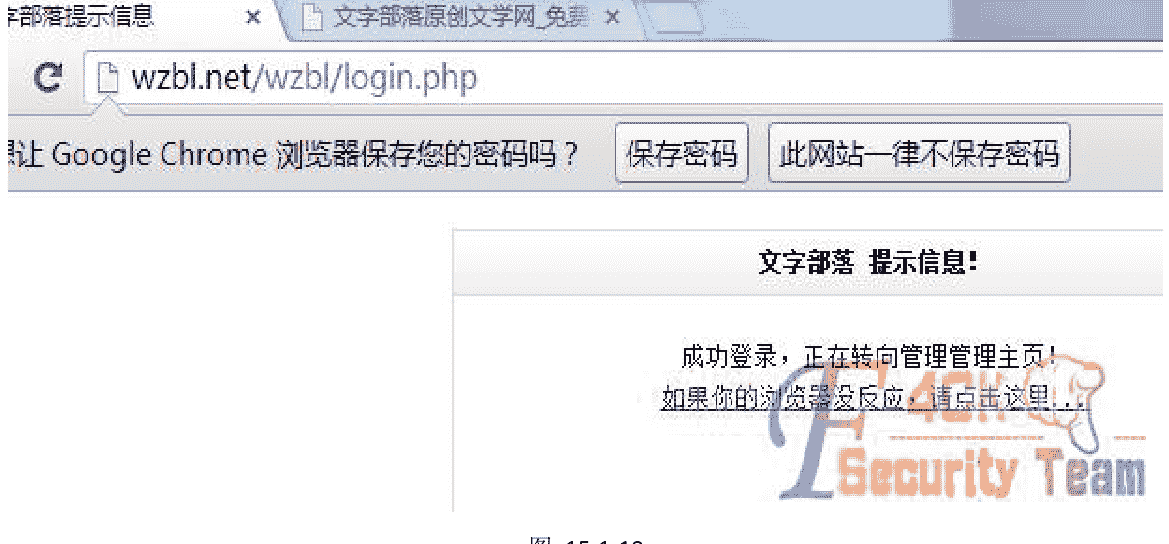 字部落提示信息 × 文字部落原创文学网_免费 ×
wzbl.net/wzbl/login.php
想让 Google Chrome 浏览器保存您的密码吗？ 保存密码 此网站一律不保存密码
文字部落 提示信息!
成功登录，正在转向管理管理主页!
如果你的浏览器没反应，请点击这里...
Security Team